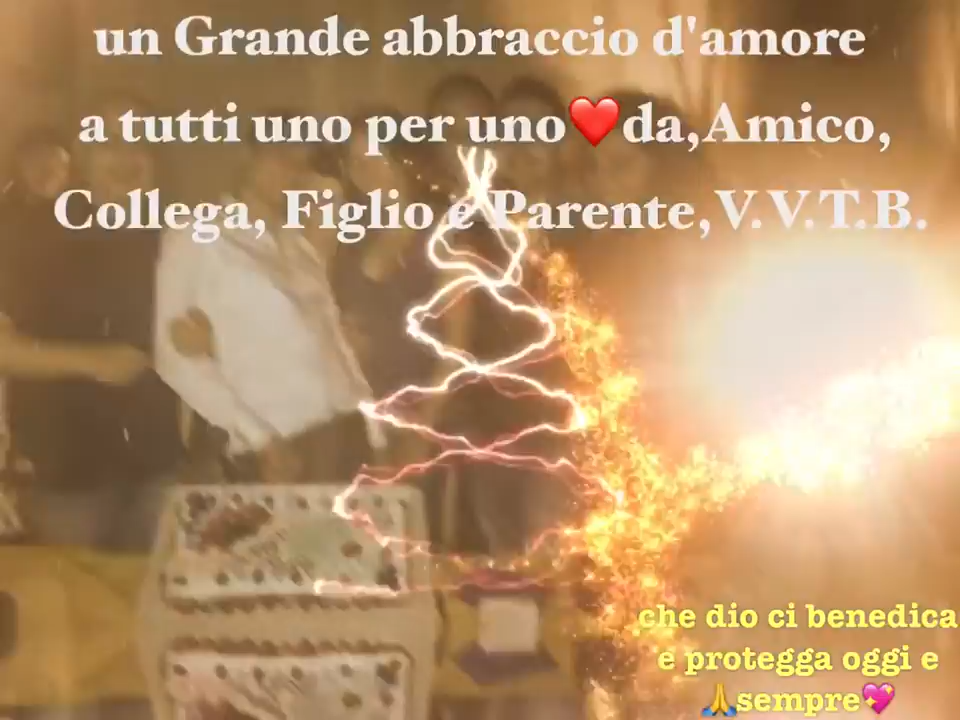 un Grande abbraccio d'amore
a tutti uno per uno❤️da,Amico,
Collega, Figlio e Parente,V.V.T.B.
che dio ci benedica
e protegga oggi e
🙏sempre💖